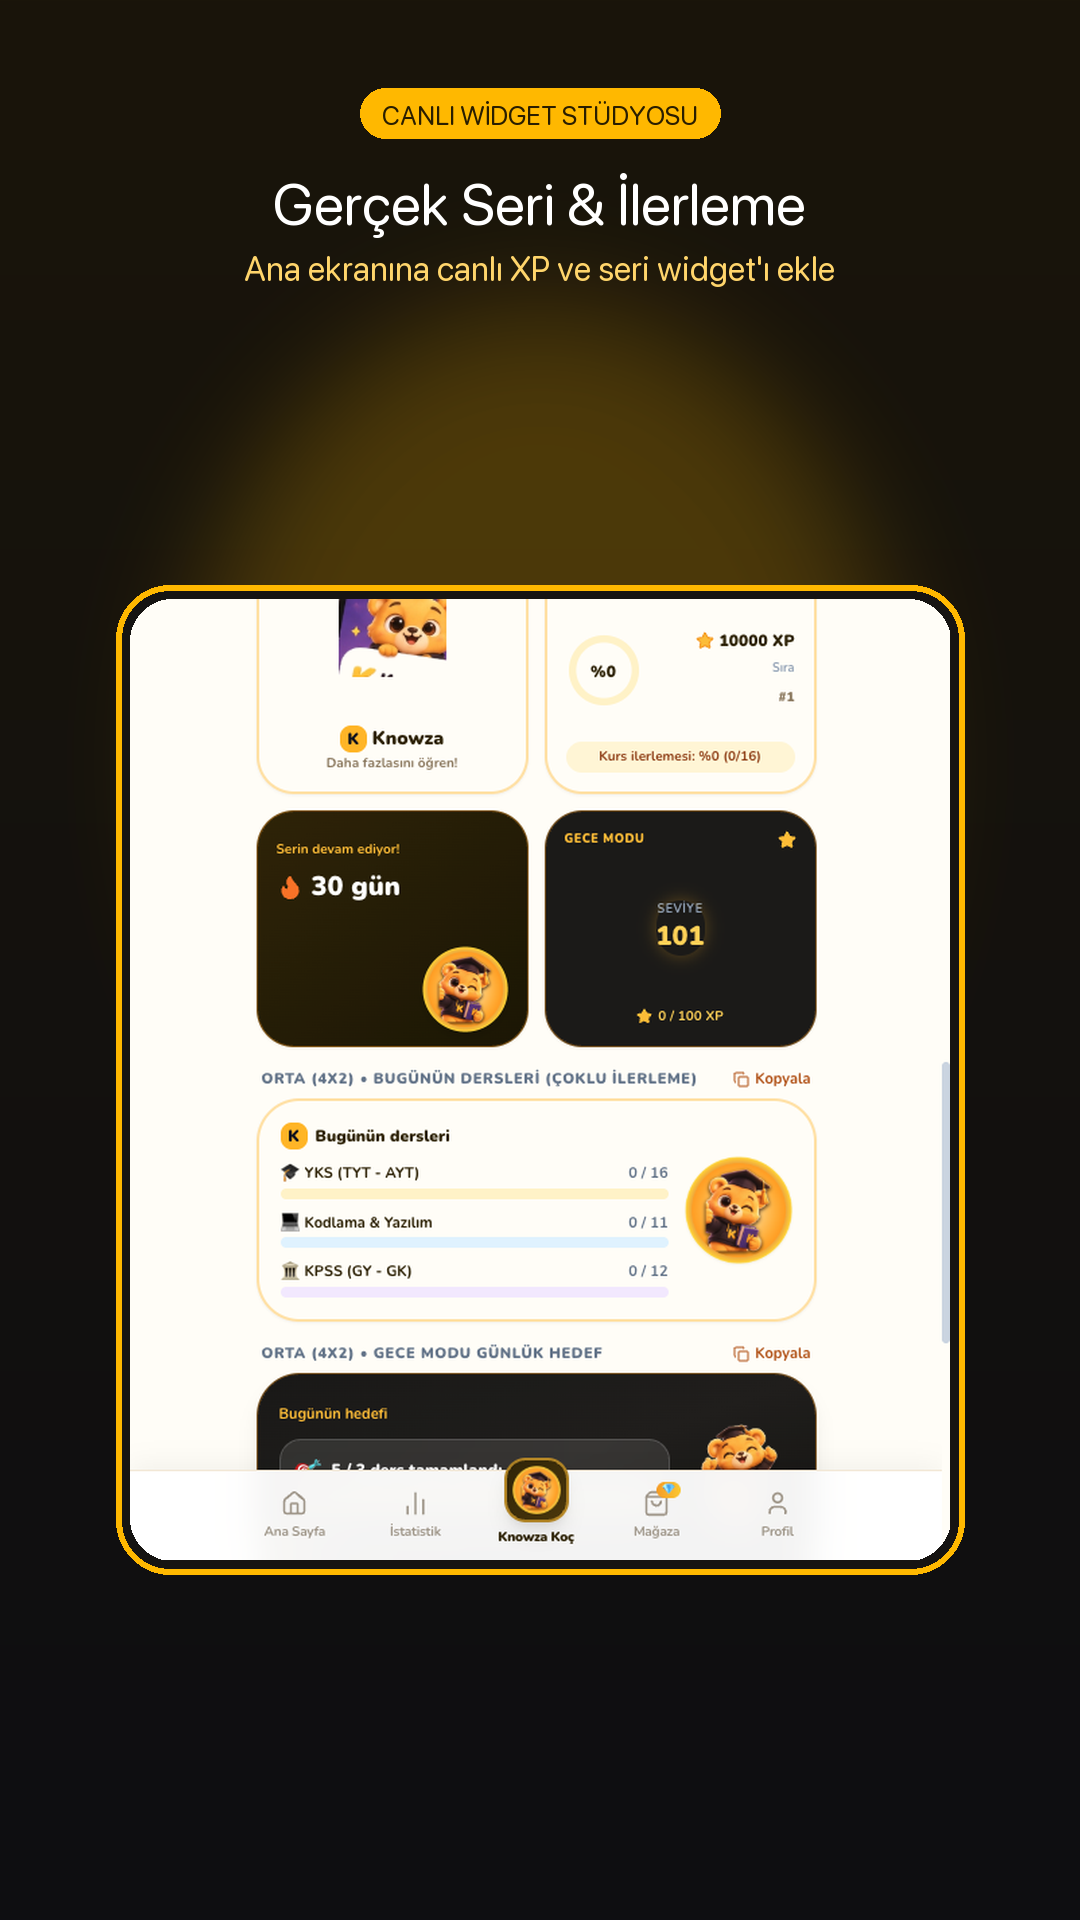 CANLI WİDGET STÜDYOSU
Gerçek Seri & İlerleme
Ana ekranına canlı XP ve seri widget'ı ekle
%0
10000 XP
Sıra
#1
K Knowza
Daha fazlasını öğren!
Kurs ilerlemesi: %0 (0/16)
Serin devam ediyor!
30 gün
GECE MODU
SEVİYE
101
0 / 100 XP
ORTA (4X2) • BUGÜNÜN DERSLERİ (ÇOKLU İLERLEME)
Kopyala
K Bugünün dersleri
YKS (TYT - AYT) 0 / 16
Kodlama & Yazılım 0 / 11
KPSS (GY - GK) 0 / 12
ORTA (4X2) • GECE MODU GÜNLÜK HEDEF
Kopyala
Bugünün hedefi
5 / 3 ders tamamlandı
Ana Sayfa
İstatistik
Knowza Koç
Mağaza
Profil